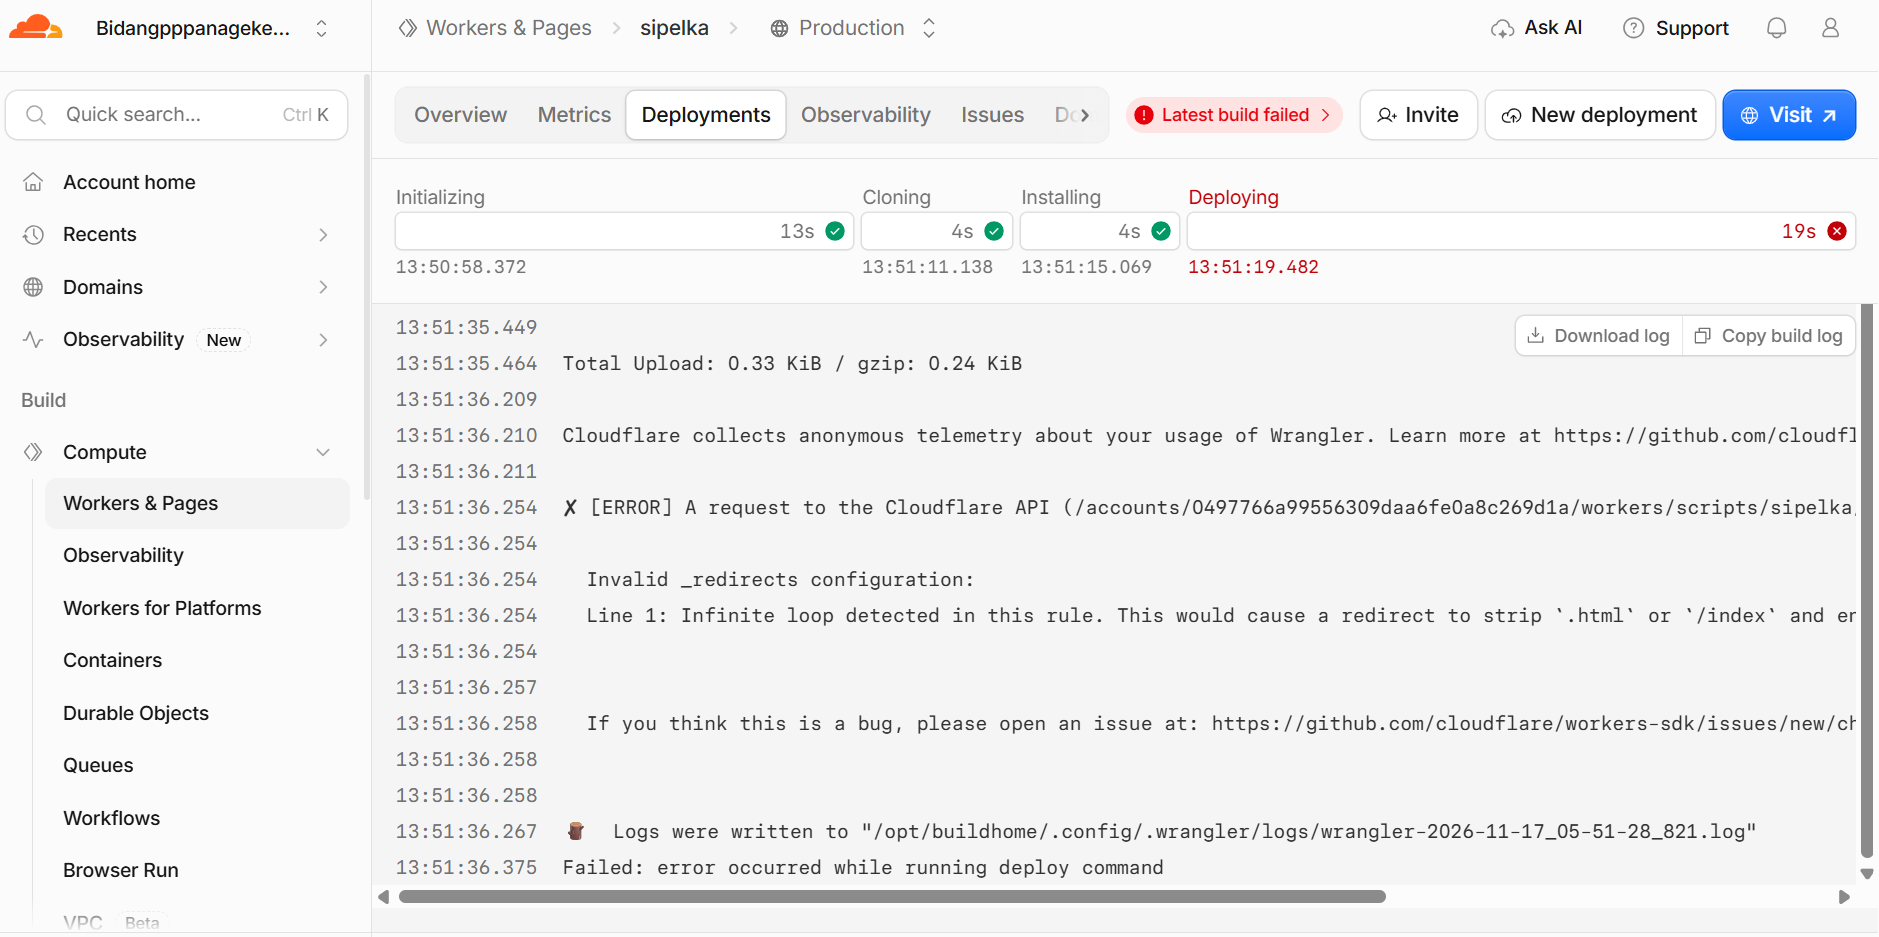 Bidangpppanageke...
Workers & Pages
sipelka
Production
Ask AI
Support
Quick search...
Ctrl K
Overview
Metrics
Deployments
Observability
Issues
Latest build failed
Invite
New deployment
Visit
Account home
Recents
Domains
Observability
New
Build
Compute
Workers & Pages
Observability
Workers for Platforms
Containers
Durable Objects
Queues
Workflows
Browser Run
VPC
Beta
Initializing
13s
13:50:58.372
Cloning
4s
13:51:11.138
Installing
4s
13:51:15.069
Deploying
19s
13:51:19.482
Download log
Copy build log
13:51:35.449
13:51:35.464 Total Upload: 0.33 KiB / gzip: 0.24 KiB
13:51:36.209
13:51:36.210 Cloudflare collects anonymous telemetry about your usage of Wrangler. Learn more at https://github.com/cloudfl
13:51:36.211
13:51:36.254 ✗ [ERROR] A request to the Cloudflare API (/accounts/0497766a99556309daa6fe0a8c269d1a/workers/scripts/sipelka/
13:51:36.254
13:51:36.254 Invalid _redirects configuration:
13:51:36.254 Line 1: Infinite loop detected in this rule. This would cause a redirect to strip `.html` or `/index` and en
13:51:36.254
13:51:36.257
13:51:36.258 If you think this is a bug, please open an issue at: https://github.com/cloudflare/workers-sdk/issues/new/ch
13:51:36.258
13:51:36.258
13:51:36.267 🪵 Logs were written to "/opt/buildhome/.config/.wrangler/logs/wrangler-2026-11-17_05-51-28_821.log"
13:51:36.375 Failed: error occurred while running deploy command